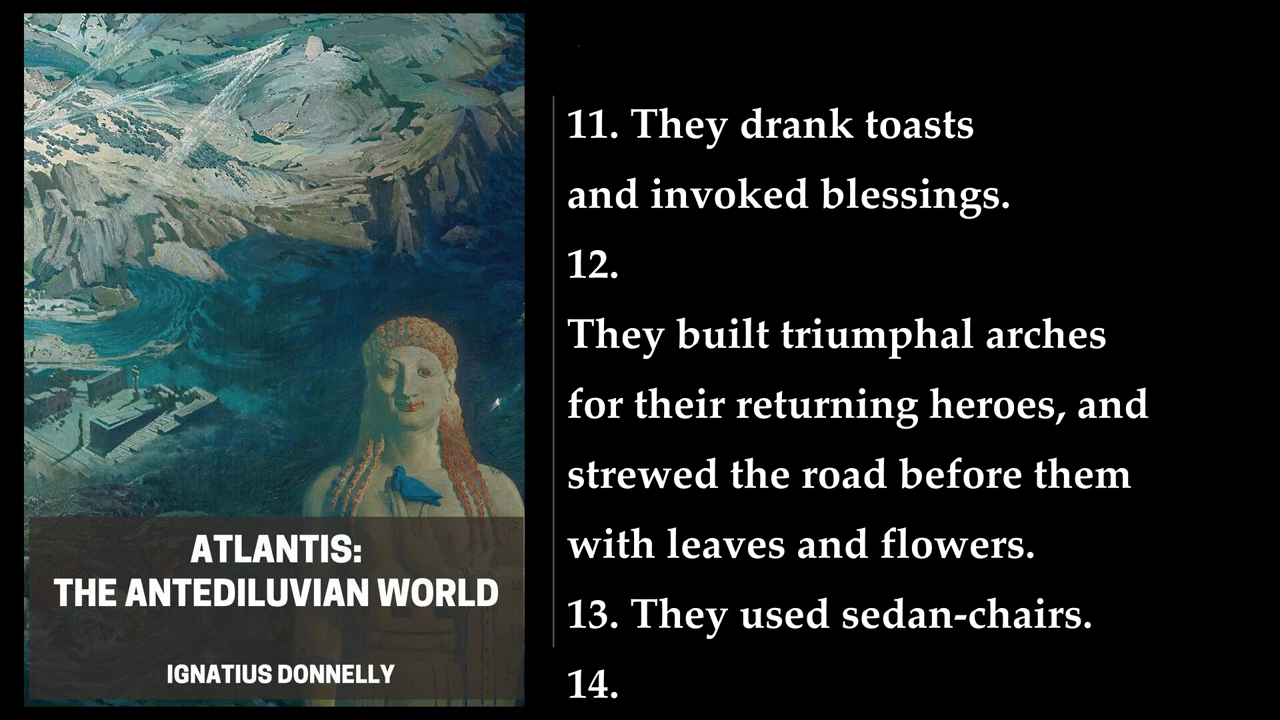 ATLANTIS:
THE ANTEDILUVIAN WORLD
IGNATIUS DONNELLY
11. They drank toasts
and invoked blessings.
12.
They built triumphal arches
for their returning heroes, and
strewed the road before them
with leaves and flowers.
13. They used sedan-chairs.
14.